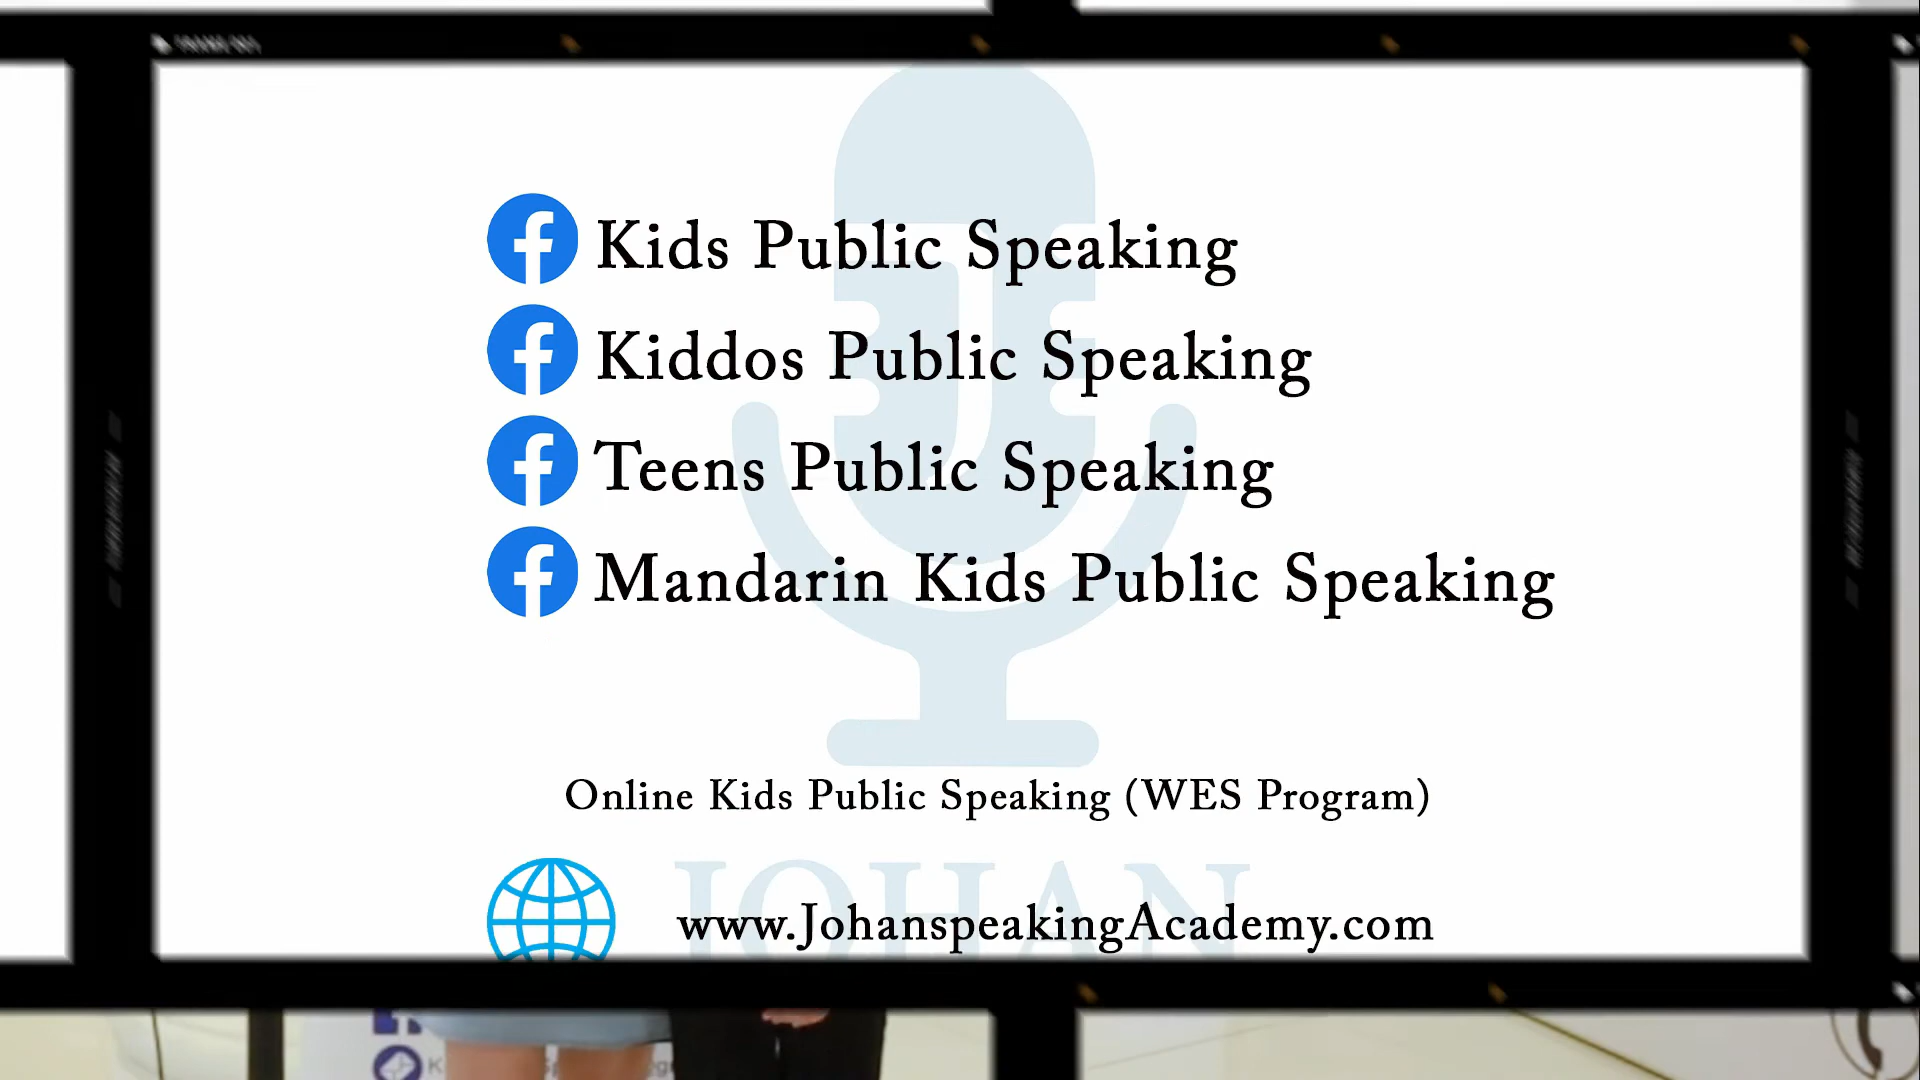 Kids Public Speaking
Kiddos Public Speaking
Teens Public Speaking
Mandarin Kids Public Speaking
Online Kids Public Speaking (WES Program)
JOHAN
www.JohanspeakingAcademy.com